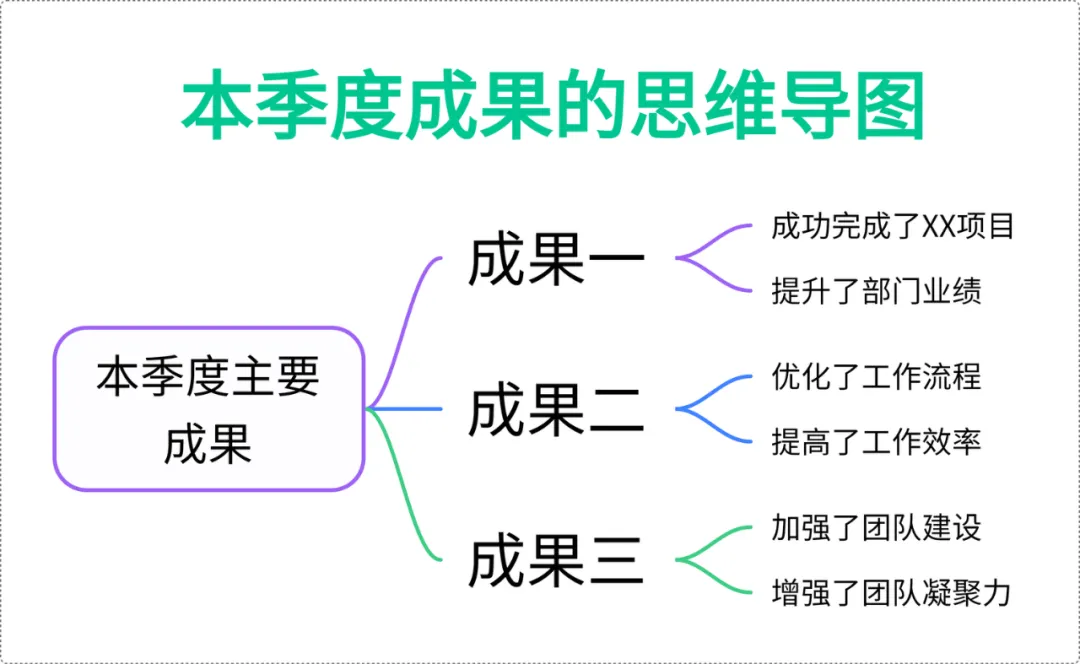 本季度成果的思维导图
本季度主要
成果
成果一
成功完成了XX项目
提升了部门业绩
成果二
优化了工作流程
提高了工作效率
成果三
加强了团队建设
增强了团队凝聚力